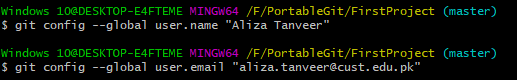 Windows 10@DESKTOP-E4FTEME MINGW64 /F/PortableGit/FirstProject (master)
$ git config --global user.name "Aliza Tanveer"
Windows 10@DESKTOP-E4FTEME MINGW64 /F/PortableGit/FirstProject (master)
$ git config --global user.email "aliza.tanveer@cust.edu.pk"